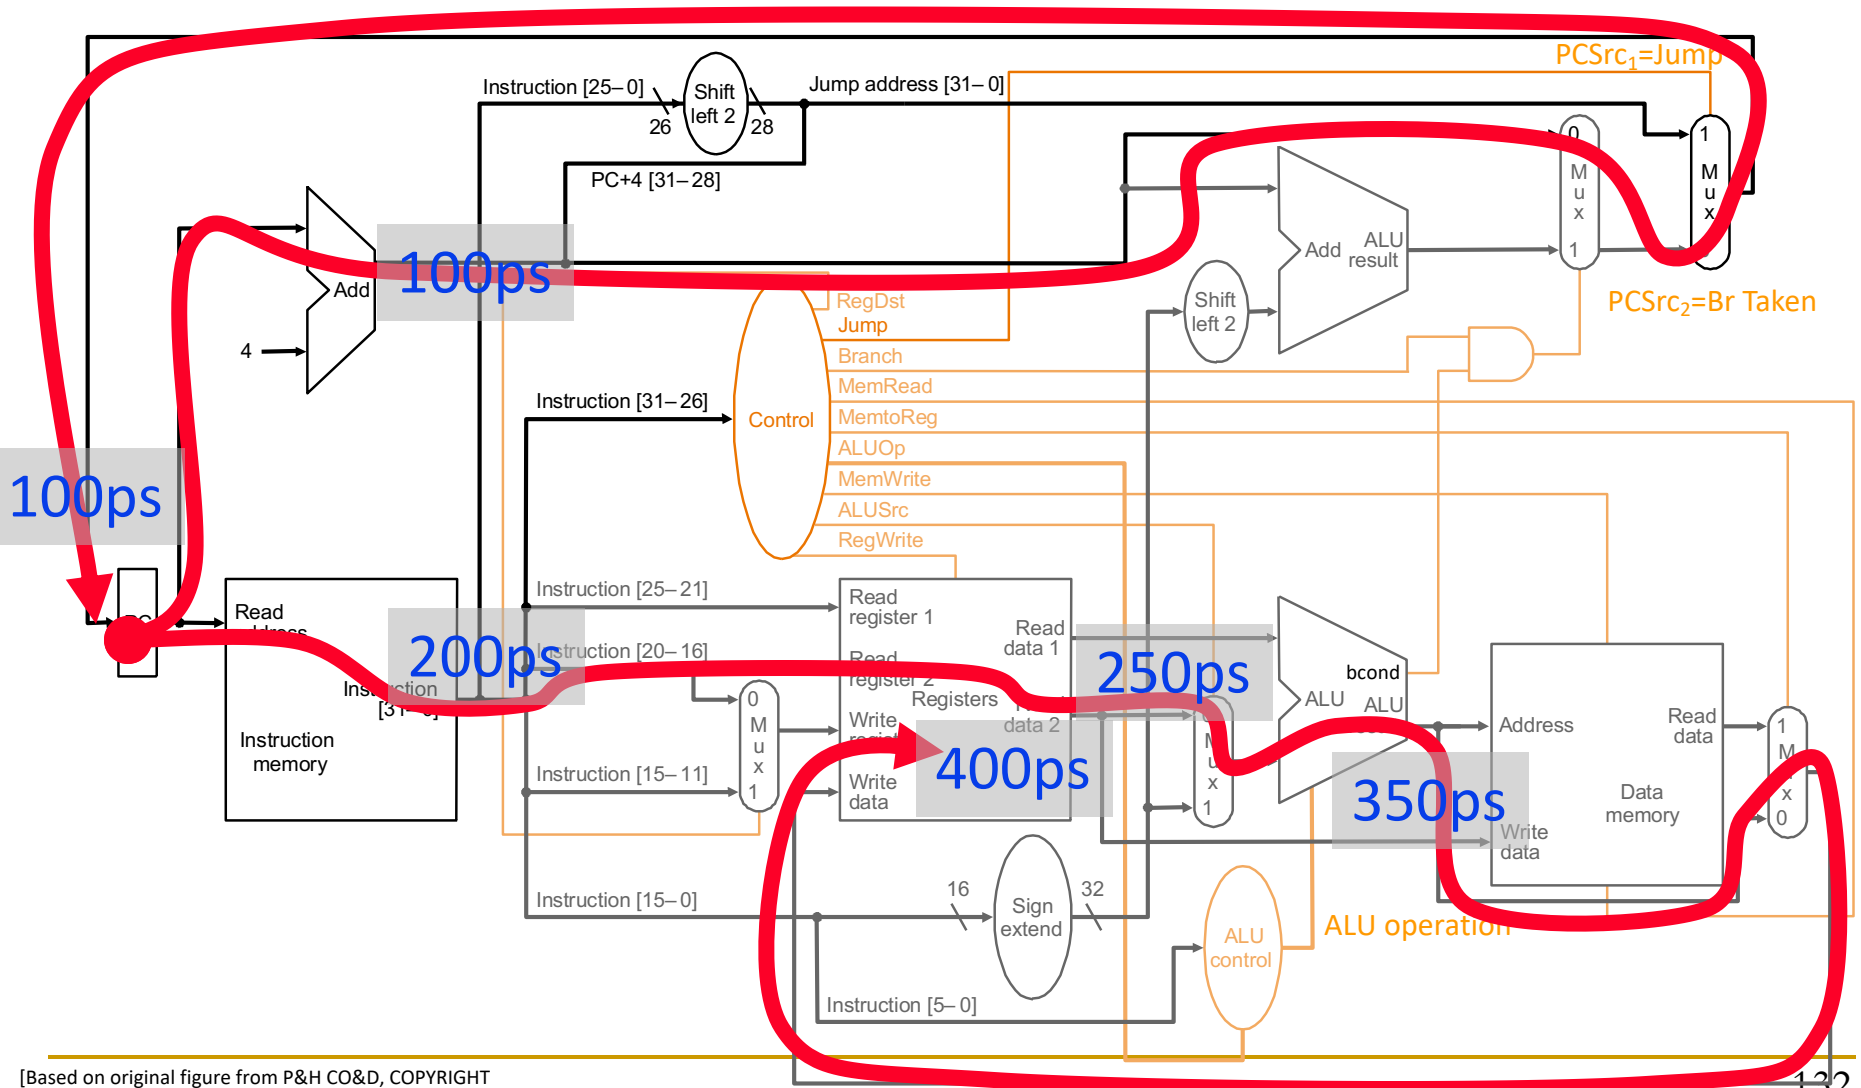 PCSrc1=Jump
Instruction [25–0]
26
Shift
left 2
28
Jump address [31–0]
PC+4 [31–28]
0
M
u
x
1
1
M
u
x
Add
ALU
result
Add
4
100ps
Shift
left 2
PCSrc2=Br Taken
RegDst
Jump
Branch
MemRead
MemtoReg
ALUOp
MemWrite
ALUSrc
RegWrite
Instruction [31–26]
Control
100ps
Read
Instruction
Instruction
memory
200ps
Instruction [25–21]
Instruction [20–16]
Instruction [15–11]
Instruction [15–0]
Instruction [5–0]
0
M
u
x
1
Read
register 1
Read
register 2
Registers
Write
Write
data
Read
data 1
data 2
250ps
400ps
M
u
x
1
bcond
ALU
ALU
350ps
Address
Read
data
Data
memory
Write
data
1
M
x
0
16
Sign
extend
32
ALU
control
ALU operation
[Based on original figure from P&H CO&D, COPYRIGHT
132